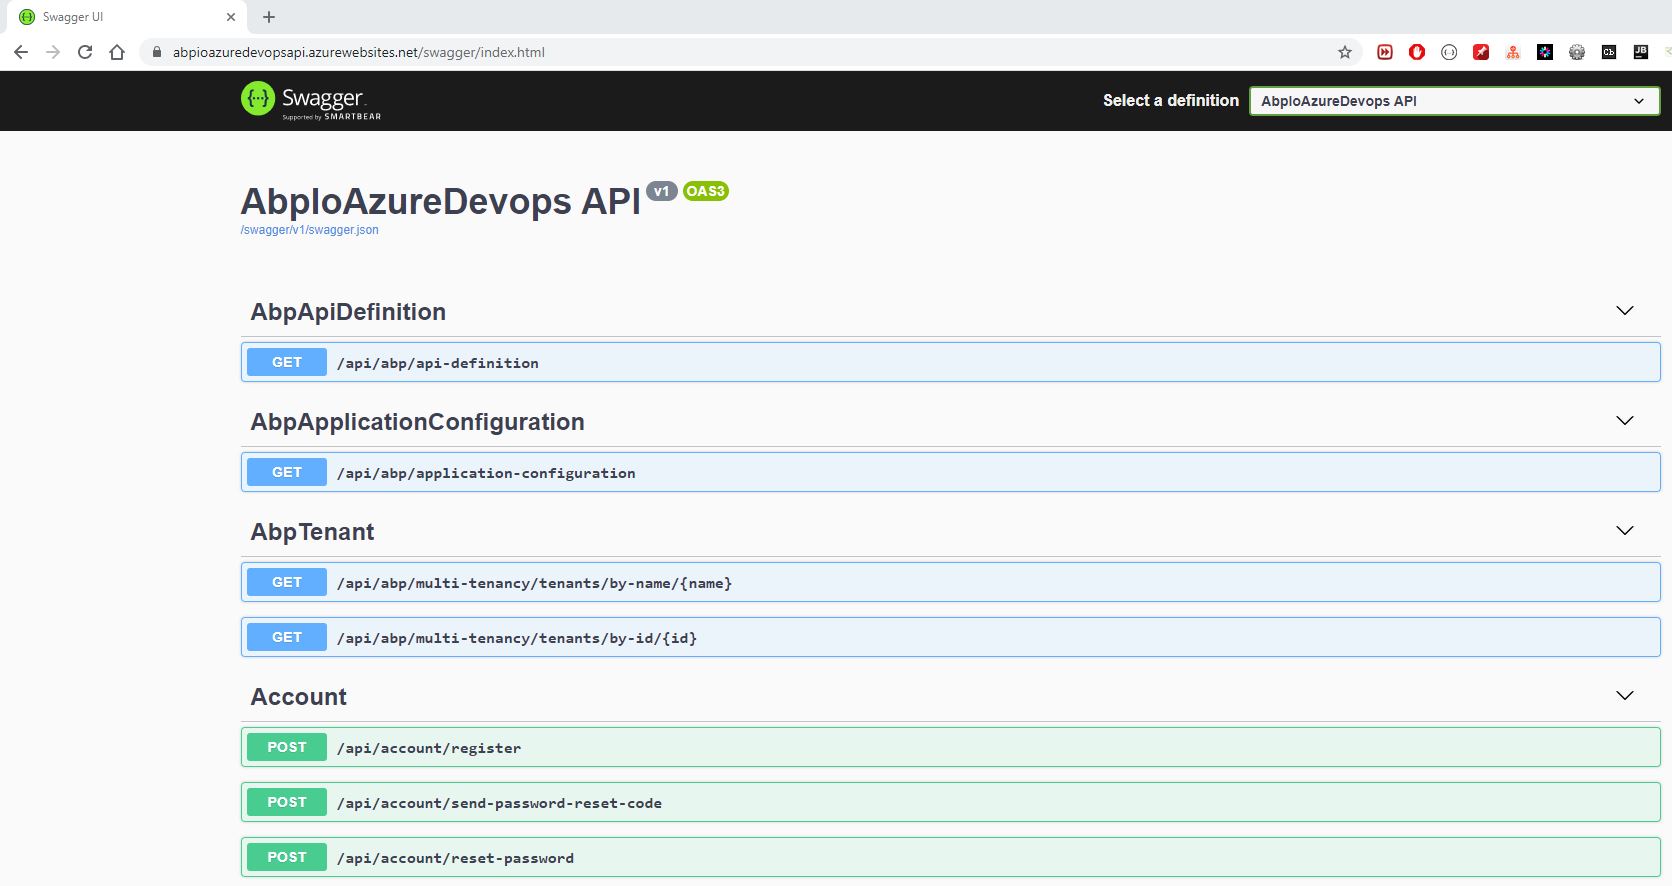 Swagger UI
abpioazuredevopsapi.azurewebsites.net/swagger/index.html
Swagger
Supported by SMARTBEAR
Select a definition
AbpIoAzureDevops API
AbpIoAzureDevops API v1 OAS3
/swagger/v1/swagger.json
AbpApiDefinition
GET /api/abp/api-definition
AbpApplicationConfiguration
GET /api/abp/application-configuration
AbpTenant
GET /api/abp/multi-tenancy/tenants/by-name/{name}
GET /api/abp/multi-tenancy/tenants/by-id/{id}
Account
POST /api/account/register
POST /api/account/send-password-reset-code
POST /api/account/reset-password